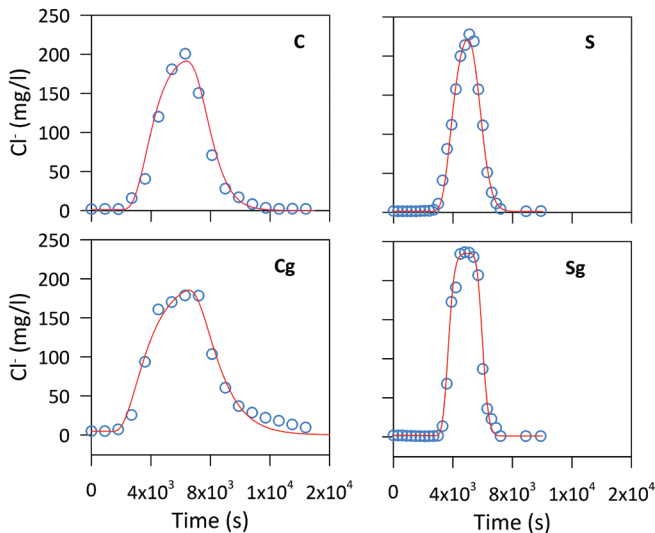 250
200
150
100
50
0
Cl⁻ (mg/l)
C
S
250
200
150
100
50
0
Cl⁻ (mg/l)
Cg
Sg
0 4x10³ 8x10³ 1x10⁴ 2x10⁴
Time (s)
0 4x10³ 8x10³ 1x10⁴ 2x10⁴
Time (s)